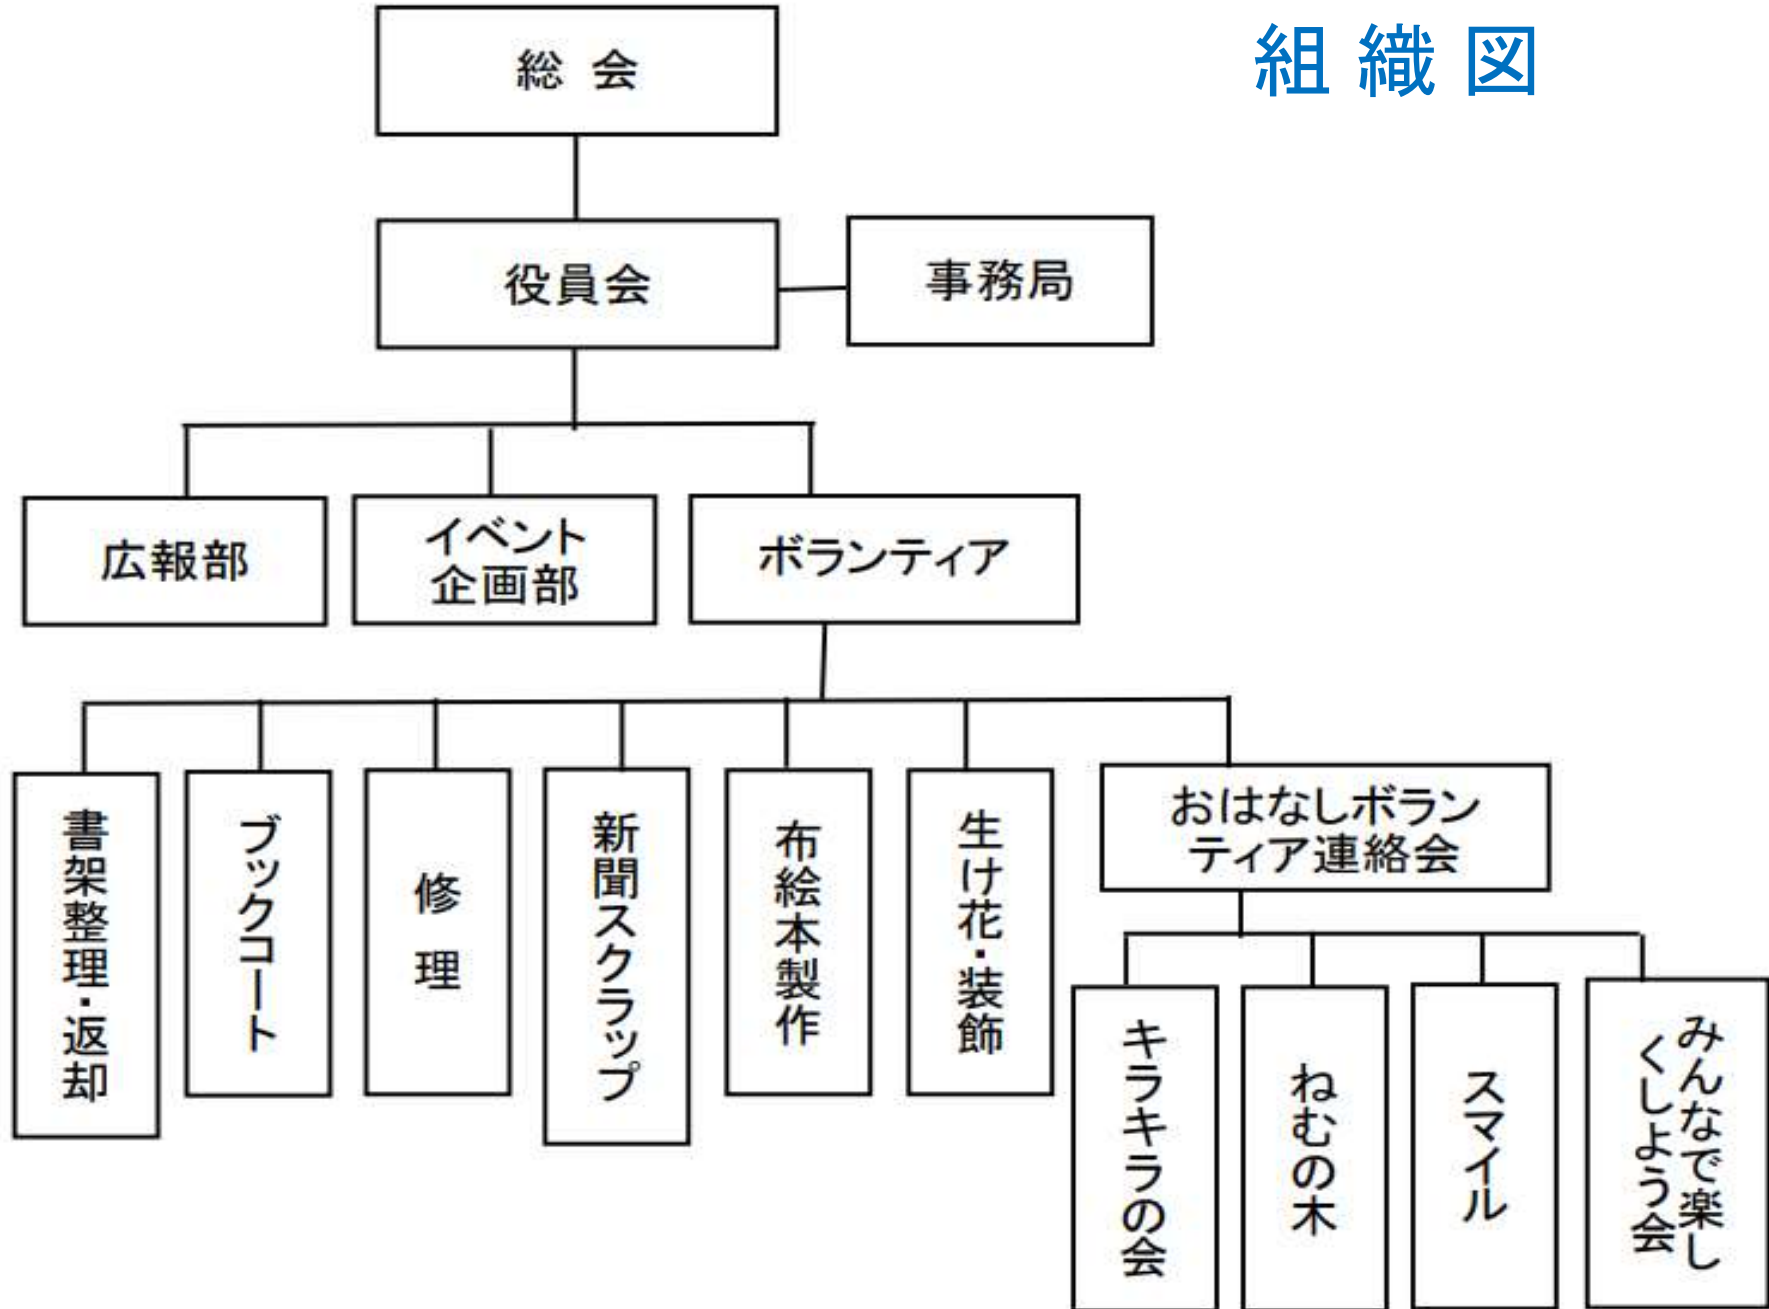 組織図
総会
役員会
事務局
広報部
イベント
企画部
ボランティア
書架整理・返却
ブックコート
修理
新聞スクラップ
布絵本製作
生け花・装飾
おはなしボラン
ティア連絡会
キラキラの会
ねむの木
スマイル
みんなで楽し
くしよう会